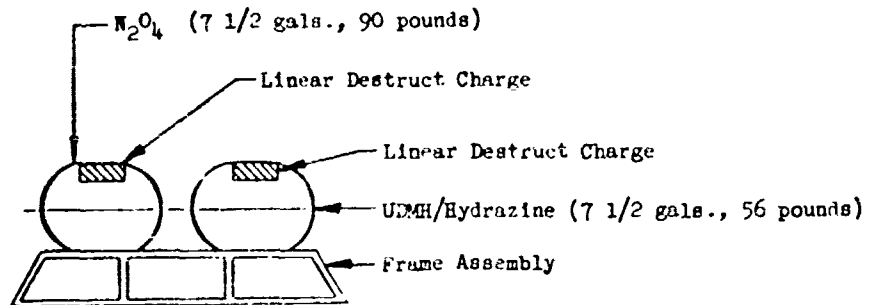 N₂O₄ (7 1/2 gals., 90 pounds)
Linear Destruct Charge
Linear Destruct Charge
UDMH/Hydrazine (7 1/2 gals., 56 pounds)
Frame Assembly